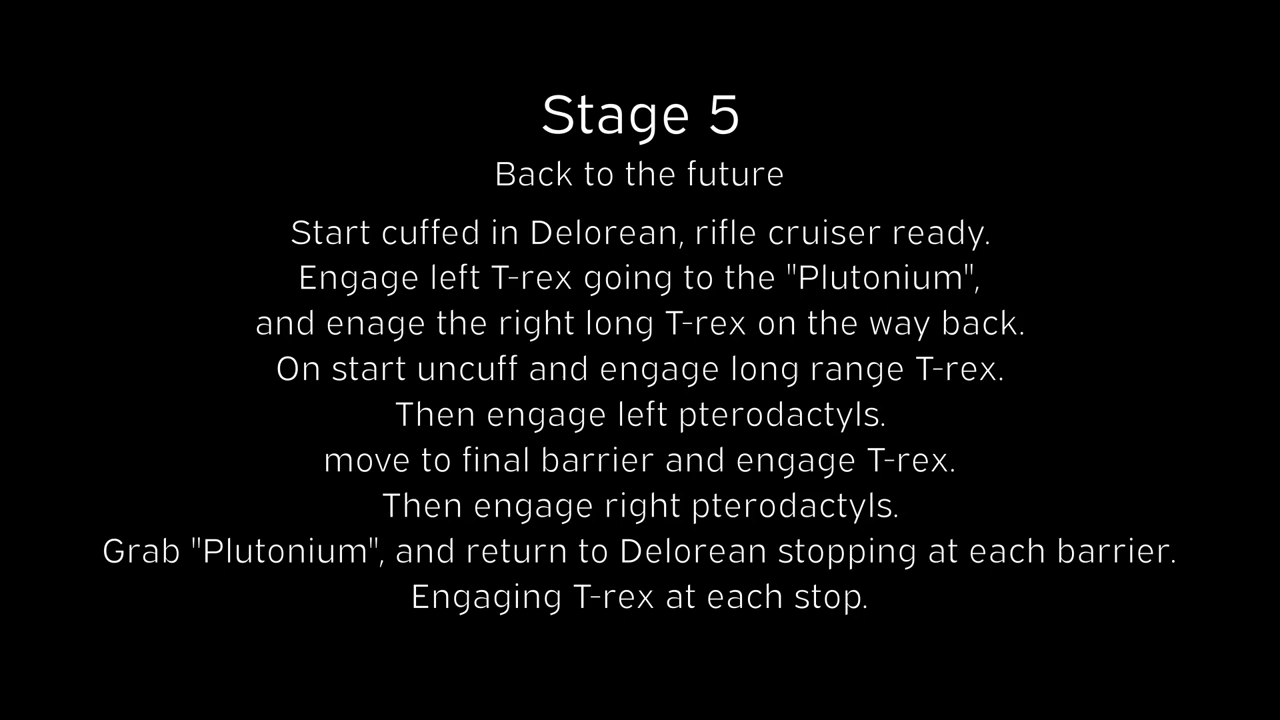 Stage 5
Back to the future
Start cuffed in Delorean, rifle cruiser ready.
Engage left T-rex going to the "Plutonium",
and enage the right long T-rex on the way back.
On start uncuff and engage long range T-rex.
Then engage left pterodactyls.
move to final barrier and engage T-rex.
Then engage right pterodactyls.
Grab "Plutonium", and return to Delorean stopping at each barrier.
Engaging T-rex at each stop.